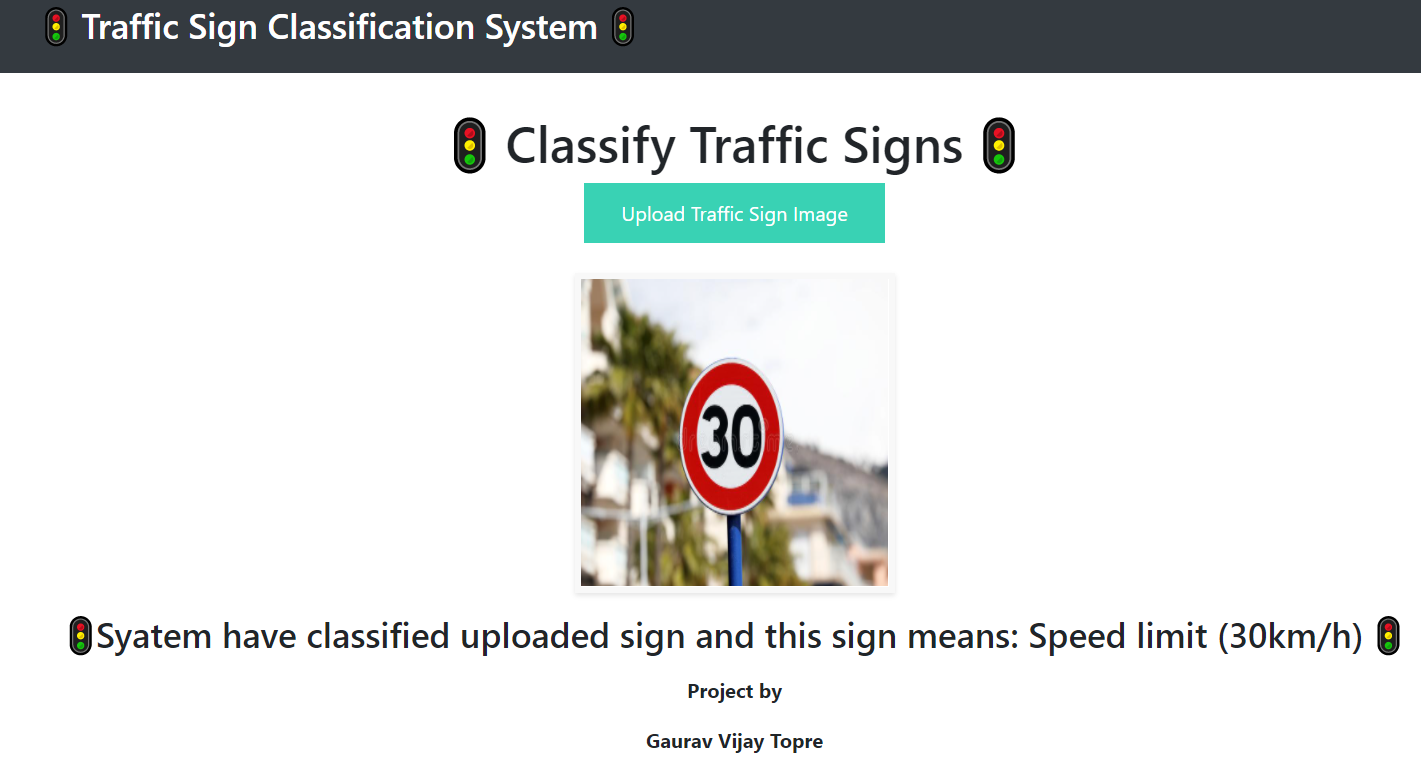 🚦 Traffic Sign Classification System 🚦
🚦 Classify Traffic Signs 🚦
Upload Traffic Sign Image
30
🚦Syatem have classified uploaded sign and this sign means: Speed limit (30km/h) 🚦
Project by
Gaurav Vijay Topre